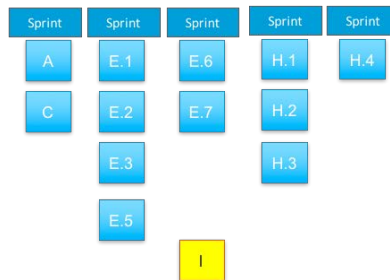 Sprint Sprint Sprint Sprint Sprint
A E.1 E.6 H.1 H.4
C E.2 E.7 H.2
E.3 H.3
E.5
I